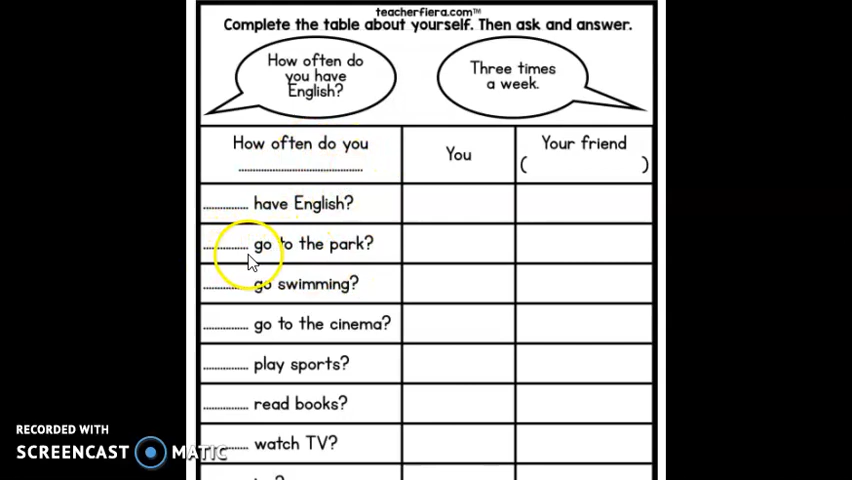 teacherfiera.com™
Complete the table about yourself. Then ask and answer.
How often do
you have
English?
Three times
a week.
How often do you
................................................
You
Your friend
( )
................. have English?
................. go to the park?
................. go swimming?
................. go to the cinema?
................. play sports?
................. read books?
................. watch TV?
RECORDED WITH
SCREENCAST MATIC